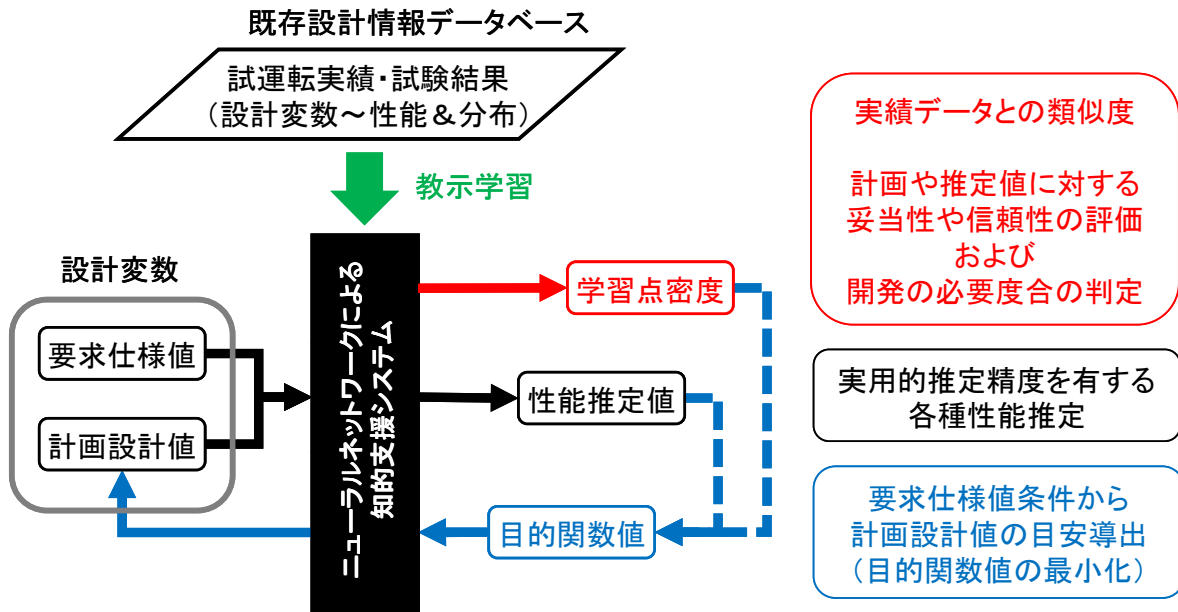 既存設計情報データベース
試運転実績・試験結果
（設計変数～性能＆分布）
教示学習
設計変数
要求仕様値
計画設計値
ニューラルネットワークによる
知的支援システム
学習点密度
性能推定値
目的関数値
実績データとの類似度
計画や推定値に対する
妥当性や信頼性の評価
および
開発の必要度合の判定
実用的推定精度を有する
各種性能推定
要求仕様値条件から
計画設計値の目安導出
（目的関数値の最小化）